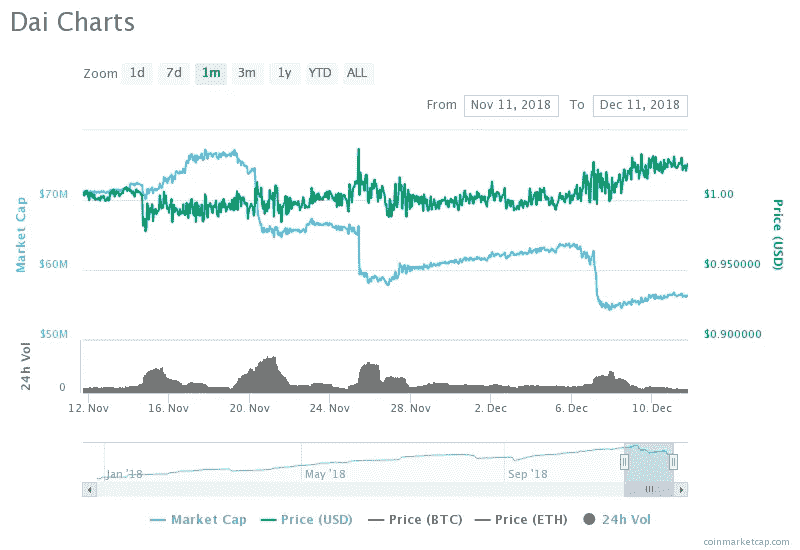 Dai Charts
Zoom 1d 7d 1m 3m 1y YTD ALL
From Nov 11, 2018 To Dec 11, 2018
Market Cap
$70M
$60M
$50M
$1.00
$0.950000
$0.900000
Price (USD)
24h Vol
0
12. Nov 16. Nov 20. Nov 24. Nov 28. Nov 2. Dec 6. Dec 10. Dec
Jan '18 May '18 Sep '18
Market Cap Price (USD) Price (BTC) Price (ETH) 24h Vol
coinmarketcap.com